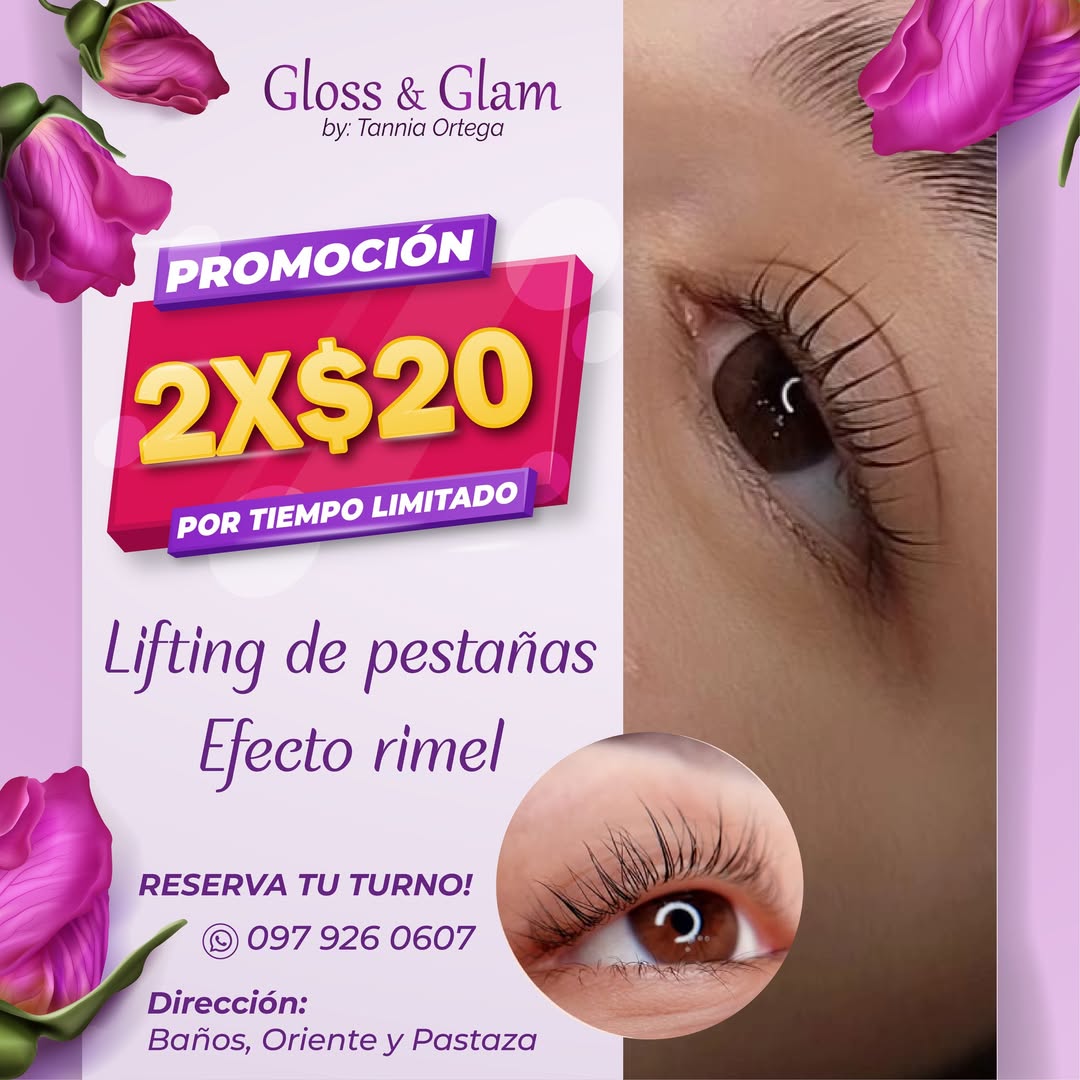 Gloss & Glam
by: Tannia Ortega
PROMOCIÓN
2X$20
POR TIEMPO LIMITADO
Lifting de pestañas
Efecto rimel
RESERVA TU TURNO!
097 926 0607
Dirección:
Baños, Oriente y Pastaza